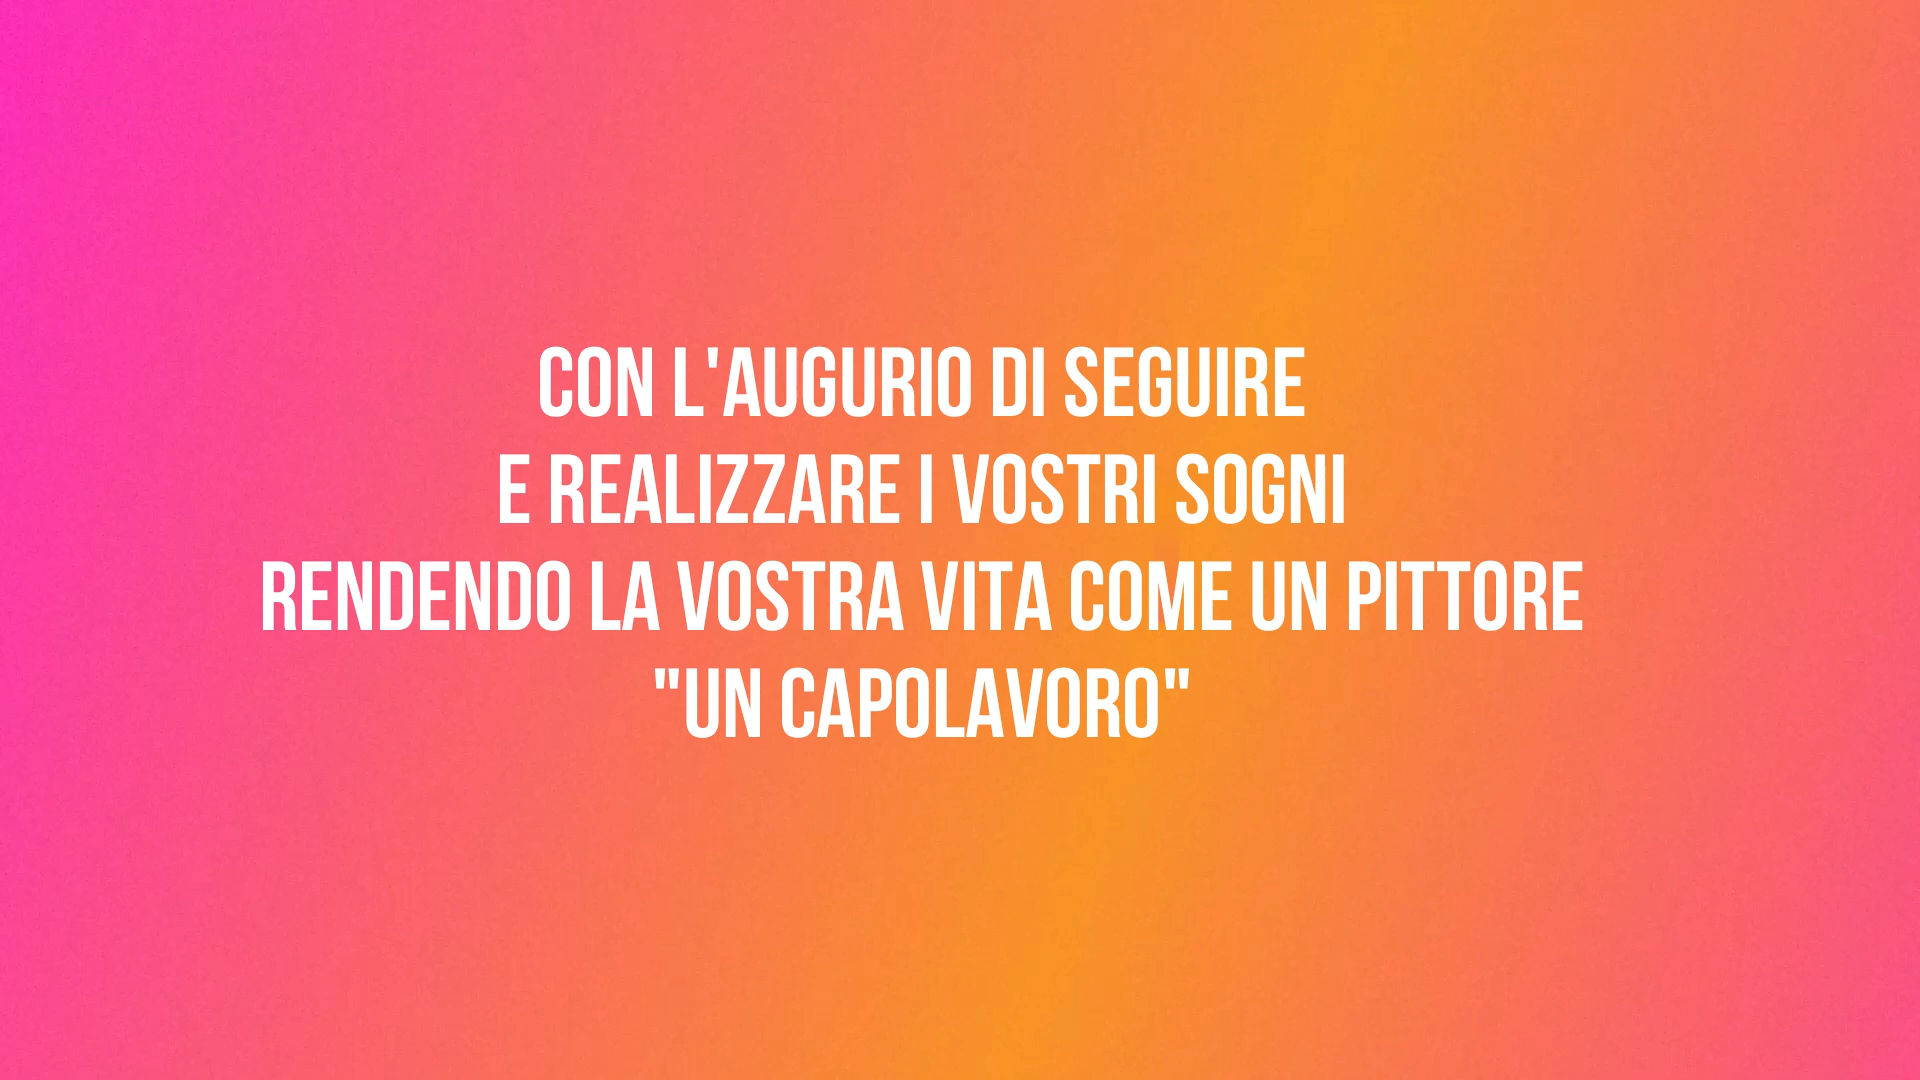 CON L'AUGURIO DI SEGUIRE
E REALIZZARE I VOSTRI SOGNI
RENDENDO LA VOSTRA VITA COME UN PITTORE
"UN CAPOLAVORO"